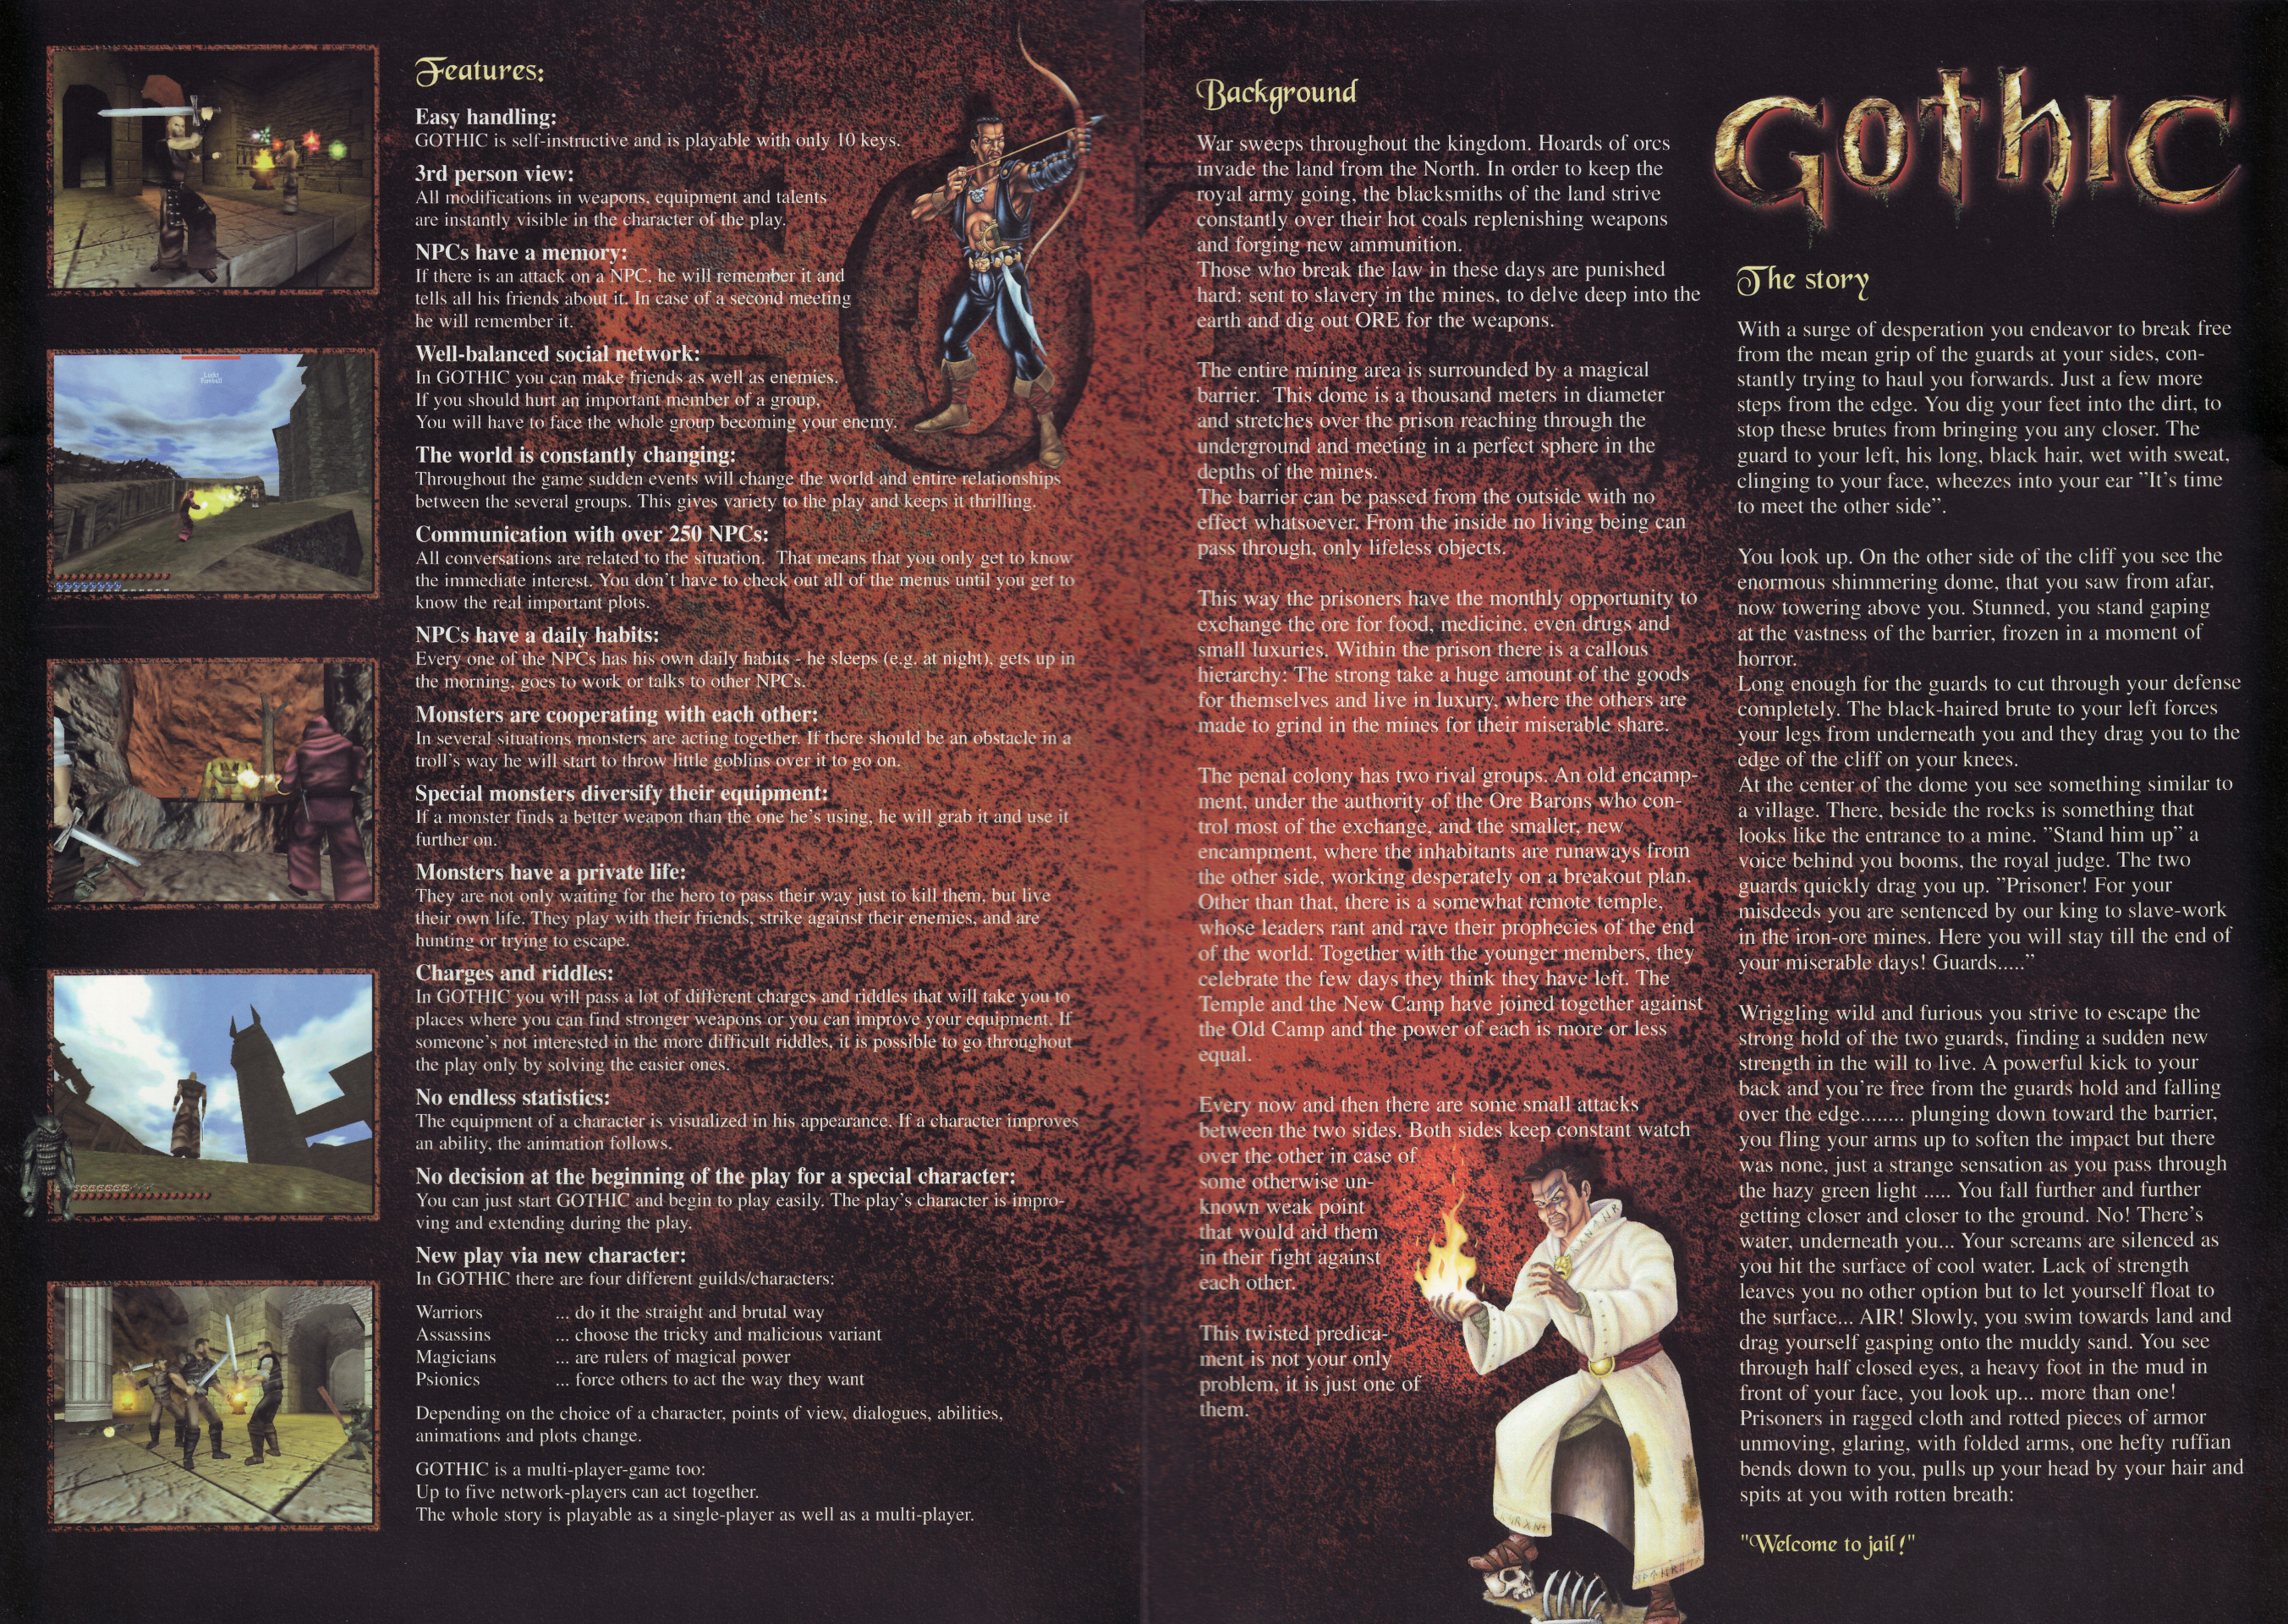 Features:
Easy handling:
GOTHIC is self-instructive and is playable with only 10 keys.
3rd person view:
All modifications in weapons, equipment and talents
are instantly visible in the character of the play.
NPCs have a memory:
If there is an attack on a NPC, he will remember it and
tells all his friends about it. In case of a second meeting
he will remember it.
Well-balanced social network:
In GOTHIC you can make friends as well as enemies.
If you should hurt an important member of a group,
You will have to face the whole group becoming your enemy.
The world is constantly changing:
Throughout the game sudden events will change the world and entire relationships
between the several groups. This gives variety to the play and keeps it thrilling.
Communication with over 250 NPCs:
All conversations are related to the situation. That means that you only get to know
the immediate interest. You don't have to check out all of the menus until you get to
know the real important plots.
NPCs have a daily habits:
Every one of the NPCs has his own daily habits - he sleeps (e.g. at night), gets up in
the morning, goes to work or talks to other NPCs.
Monsters are cooperating with each other:
In several situations monsters are acting together. If there should be an obstacle in a
troll's way he will start to throw little goblins over it to go on.
Special monsters diversify their equipment:
If a monster finds a better weapon than the one he's using, he will grab it and use it
further on.
Monsters have a private life:
They are not only waiting for the hero to pass their way just to kill them, but live
their own life. They play with their friends, strike against their enemies, and are
hunting or trying to escape.
Charges and riddles:
In GOTHIC you will pass a lot of different charges and riddles that will take you to
places where you can find stronger weapons or you can improve your equipment. If
someone's not interested in the more difficult riddles, it is possible to go throughout
the play only by solving the easier ones.
No endless statistics:
The equipment of a character is visualized in his appearance. If a character improves
an ability, the animation follows.
No decision at the beginning of the play for a special character:
You can just start GOTHIC and begin to play easily. The play's character is impro-
ving and extending during the play.
New play via new character:
In GOTHIC there are four different guilds/characters:
Warriors ... do it the straight and brutal way
Assassins ... choose the tricky and malicious variant
Magicians ... are rulers of magical power
Psionics ... force others to act the way they want
Depending on the choice of a character, points of view, dialogues, abilities,
animations and plots change.
GOTHIC is a multi-player-game too:
Up to five network-players can act together.
The whole story is playable as a single-player as well as a multi-player.
Background
War sweeps throughout the kingdom. Hoards of orcs
invade the land from the North. In order to keep the
royal army going, the blacksmiths of the land strive
constantly over their hot coals replenishing weapons
and forging new ammunition.
Those who break the law in these days are punished
hard: sent to slavery in the mines, to delve deep into the
earth and dig out ORE for the weapons.
The entire mining area is surrounded by a magical
barrier. This dome is a thousand meters in diameter
and stretches over the prison reaching through the
underground and meeting in a perfect sphere in the
depths of the mines.
The barrier can be passed from the outside with no
effect whatsoever. From the inside no living being can
pass through, only lifeless objects.
This way the prisoners have the monthly opportunity to
exchange the ore for food, medicine, even drugs and
small luxuries. Within the prison there is a callous
hierarchy: The strong take a huge amount of the goods
for themselves and live in luxury, where the others are
made to grind in the mines for their miserable share.
The penal colony has two rival groups. An old encamp-
ment, under the authority of the Ore Barons who con-
trol most of the exchange, and the smaller, new
encampment, where the inhabitants are runaways from
the other side, working desperately on a breakout plan.
Other than that, there is a somewhat remote temple,
whose leaders rant and rave their prophecies of the end
of the world. Together with the younger members, they
celebrate the few days they think they have left. The
Temple and the New Camp have joined together against
the Old Camp and the power of each is more or less
equal.
Every now and then there are some small attacks
between the two sides. Both sides keep constant watch
over the other in case of
some otherwise un-
known weak point
that would aid them
in their fight against
each other.
This twisted predica-
ment is not your only
problem, it is just one of
them.
GOTHIC
The story
With a surge of desperation you endeavor to break free
from the mean grip of the guards at your sides, con-
stantly trying to haul you forwards. Just a few more
steps from the edge. You dig your feet into the dirt, to
stop these brutes from bringing you any closer. The
guard to your left, his long, black hair, wet with sweat,
clinging to your face, wheezes into your ear "It's time
to meet the other side".
You look up. On the other side of the cliff you see the
enormous shimmering dome, that you saw from afar,
now towering above you. Stunned, you stand gaping
at the vastness of the barrier, frozen in a moment of
horror.
Long enough for the guards to cut through your defense
completely. The black-haired brute to your left forces
your legs from underneath you and they drag you to the
edge of the cliff on your knees.
At the center of the dome you see something similar to
a village. There, beside the rocks is something that
looks like the entrance to a mine. "Stand him up" a
voice behind you booms, the royal judge. The two
guards quickly drag you up. "Prisoner! For your
misdeeds you are sentenced by our king to slave-work
in the iron-ore mines. Here you will stay till the end of
your miserable days! Guards....."
Wriggling wild and furious you strive to escape the
strong hold of the two guards, finding a sudden new
strength in the will to live. A powerful kick to your
back and you're free from the guards hold and falling
over the edge........ plunging down toward the barrier,
you fling your arms up to soften the impact but there
was none, just a strange sensation as you pass through
the hazy green light ..... You fall further and further
getting closer and closer to the ground. No! There's
water, underneath you... Your screams are silenced as
you hit the surface of cool water. Lack of strength
leaves you no other option but to let yourself float to
the surface... AIR! Slowly, you swim towards land and
drag yourself gasping onto the muddy sand. You see
through half closed eyes, a heavy foot in the mud in
front of your face, you look up... more than one!
Prisoners in ragged cloth and rotted pieces of armor
unmoving, glaring, with folded arms, one hefty ruffian
bends down to you, pulls up your head by your hair and
spits at you with rotten breath:
"Welcome to jail!"